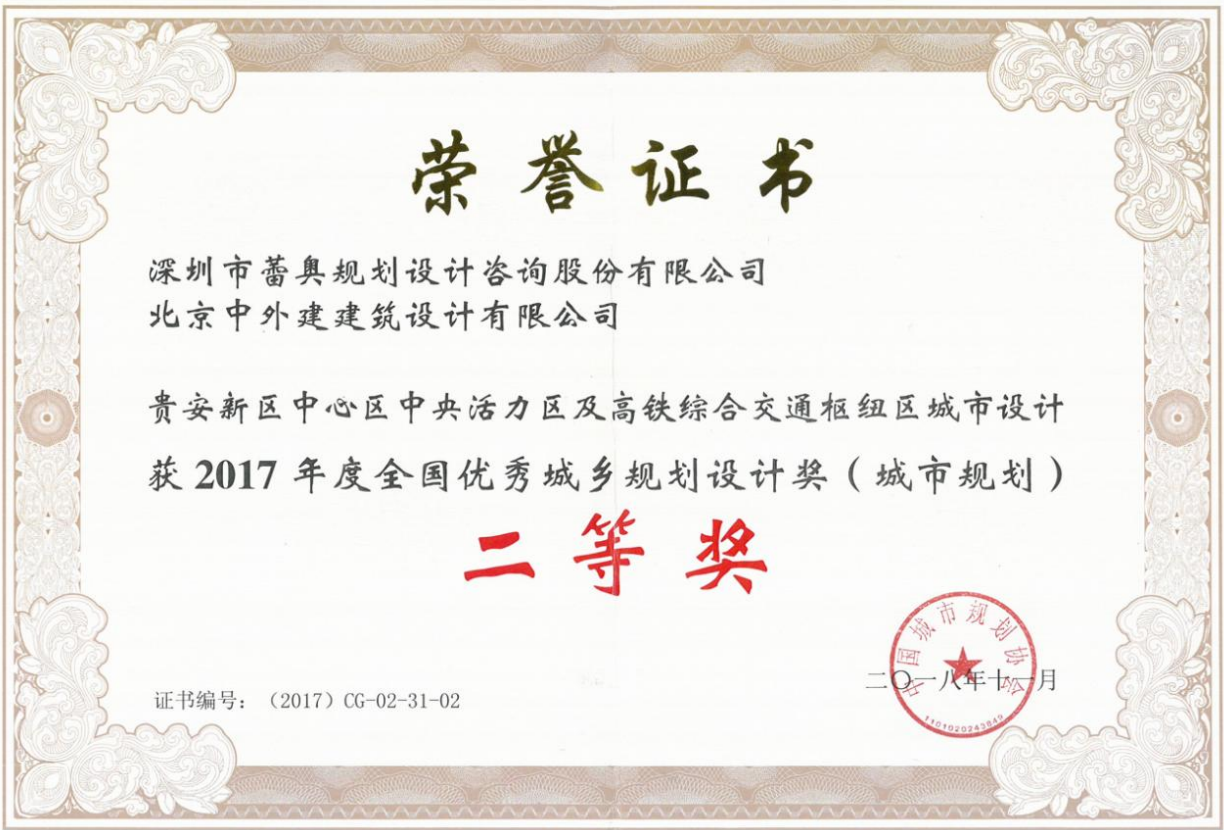 荣誉证书
深圳市蕾奥规划设计咨询股份有限公司
北京中外建建筑设计有限公司
贵安新区中心区中央活力区及高铁综合交通枢纽区城市设计
获 2017 年度全国优秀城乡规划设计奖（城市规划）
二等奖
中国城市规划协会
二〇一八年十一月
1101020243849
证书编号：（2017）CG-02-31-02